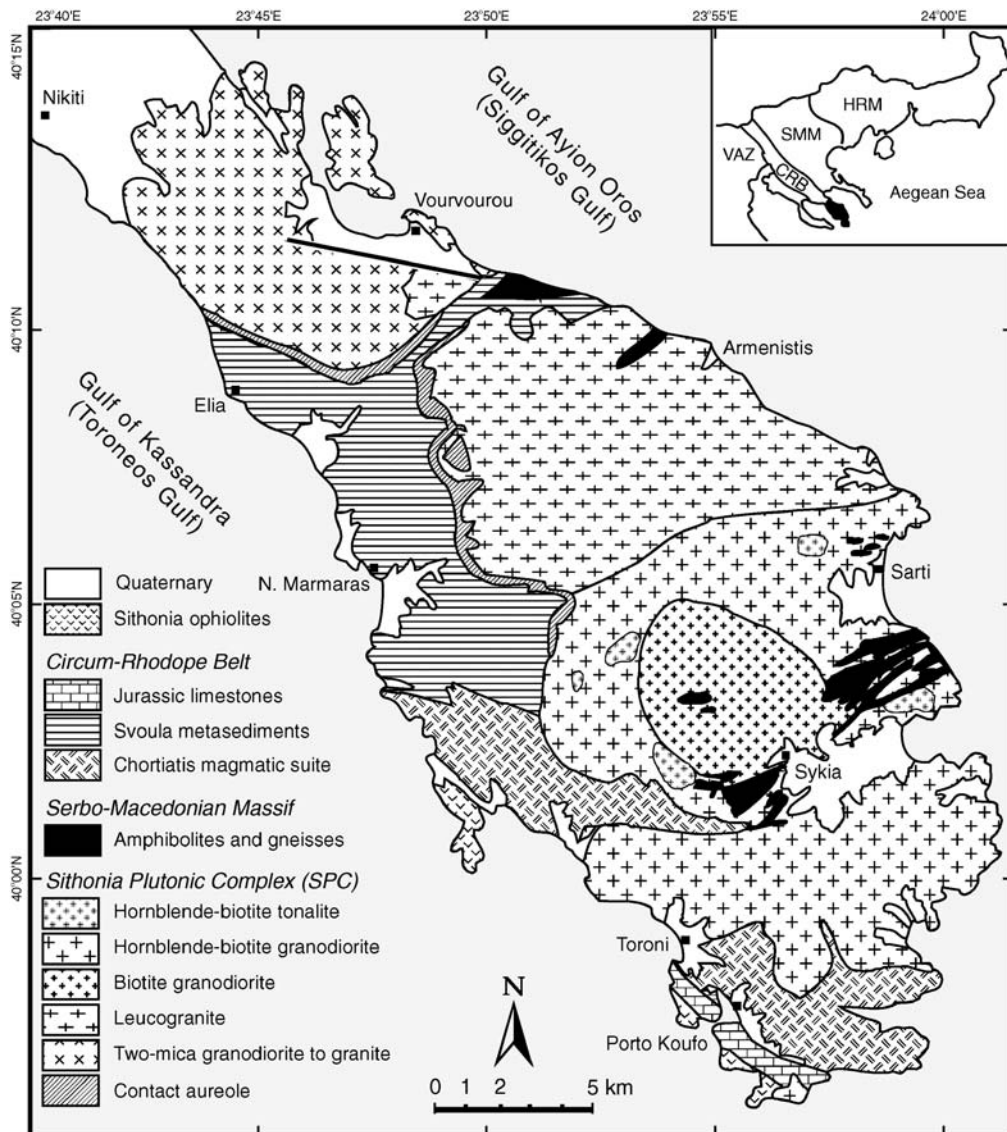 23°40'E 23°45'E 23°50'E 23°55'E 24°00'E
40°15'N
Nikiti
Gulf of Ayion Oros
(Siggitikos Gulf)
HRM
SMM
VAZ
CRB
Aegean Sea
Vourvourou
40°10'N
Armenistis
Elia
Gulf of Kassandra
(Toroneos Gulf)
N. Marmaras
Sarti
40°05'N
Sykia
40°00'N
Toroni
Porto Koufo
Quaternary
Sithonia ophiolites
Circum-Rhodope Belt
Jurassic limestones
Svoula metasediments
Chortiatis magmatic suite
Serbo-Macedonian Massif
Amphibolites and gneisses
Sithonia Plutonic Complex (SPC)
Hornblende-biotite tonalite
Hornblende-biotite granodiorite
Biotite granodiorite
Leucogranite
Two-mica granodiorite to granite
Contact aureole
N
0 1 2 5 km